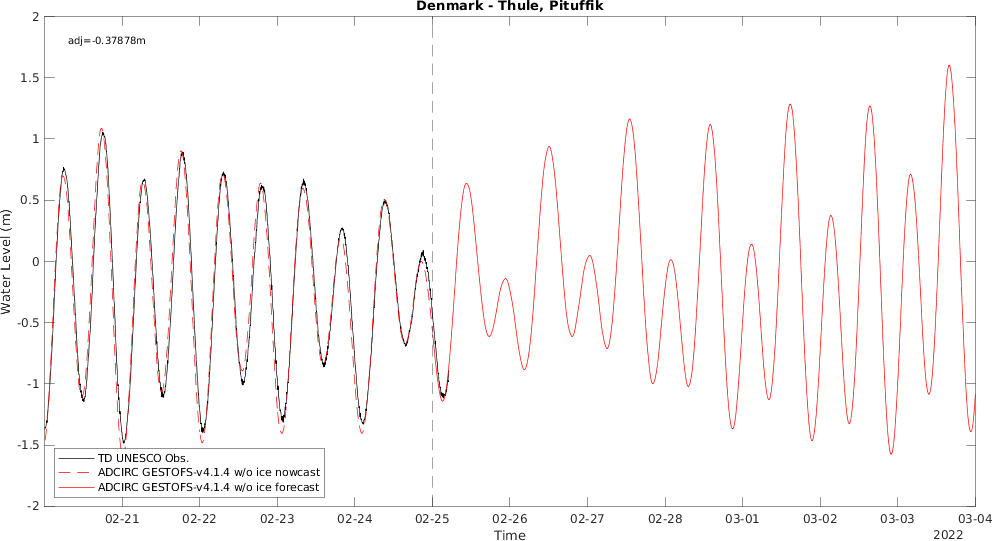 Denmark - Thule, Pituffik
adj=-0.37878m
2
1.5
1
0.5
0
-0.5
-1
-1.5
-2
Water Level (m)
TD UNESCO Obs.
ADCIRC GESTOFS-v4.1.4 w/o ice nowcast
ADCIRC GESTOFS-v4.1.4 w/o ice forecast
02-21 02-22 02-23 02-24 02-25 02-26 02-27 02-28 03-01 03-02 03-03 03-04
Time
2022